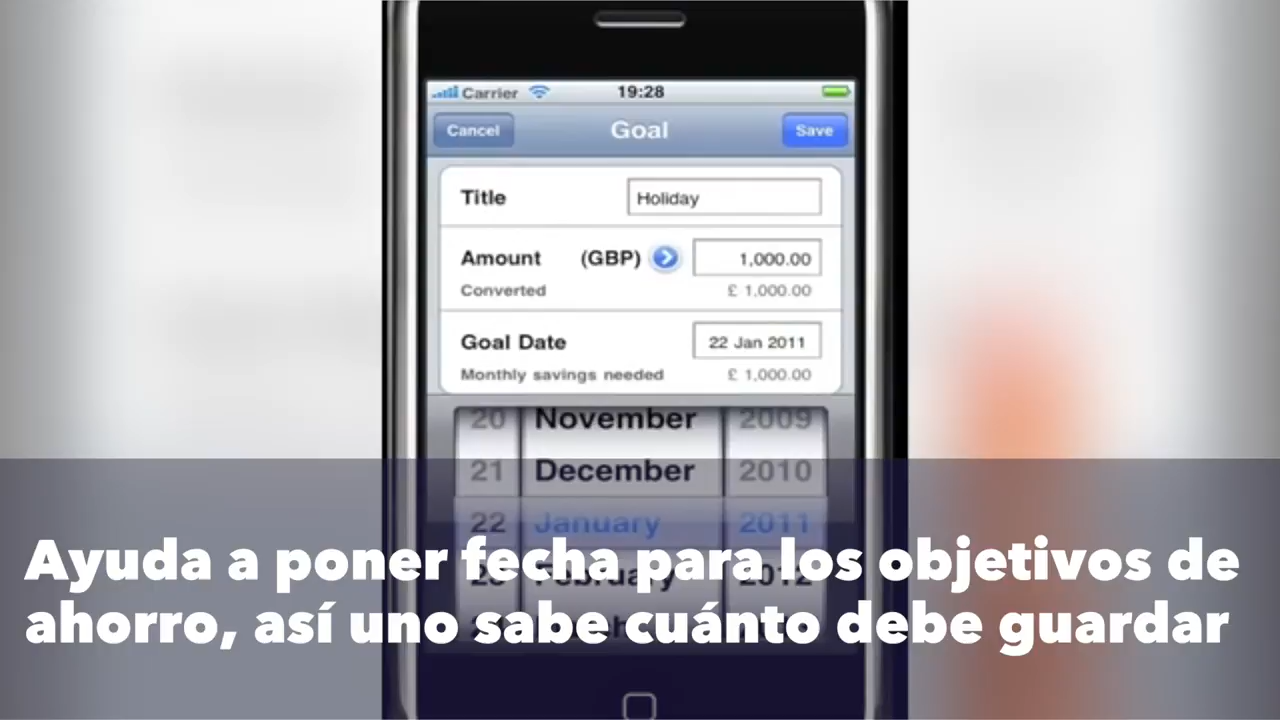 Carrier 19:28
Cancel Goal Save
Title Holiday
Amount (GBP) 1,000.00
Converted £ 1,000.00
Goal Date 22 Jan 2011
Monthly savings needed £ 1,000.00
20 November 2009
21 December 2010
22 January 2011
Ayuda a poner fecha para los objetivos de
February 2012
ahorro, así uno sabe cuánto debe guardar